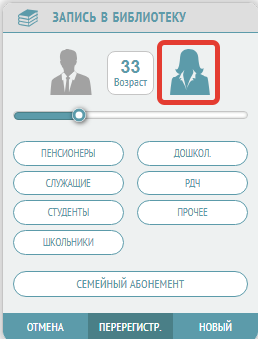 ЗАПИСЬ В БИБЛИОТЕКУ
33
Возраст
ПЕНСИОНЕРЫ ДОШКОЛ.
СЛУЖАЩИЕ РДЧ
СТУДЕНТЫ ПРОЧЕЕ
ШКОЛЬНИКИ
СЕМЕЙНЫЙ АБОНЕМЕНТ
ОТМЕНА ПЕРЕРЕГИСТР. НОВЫЙ